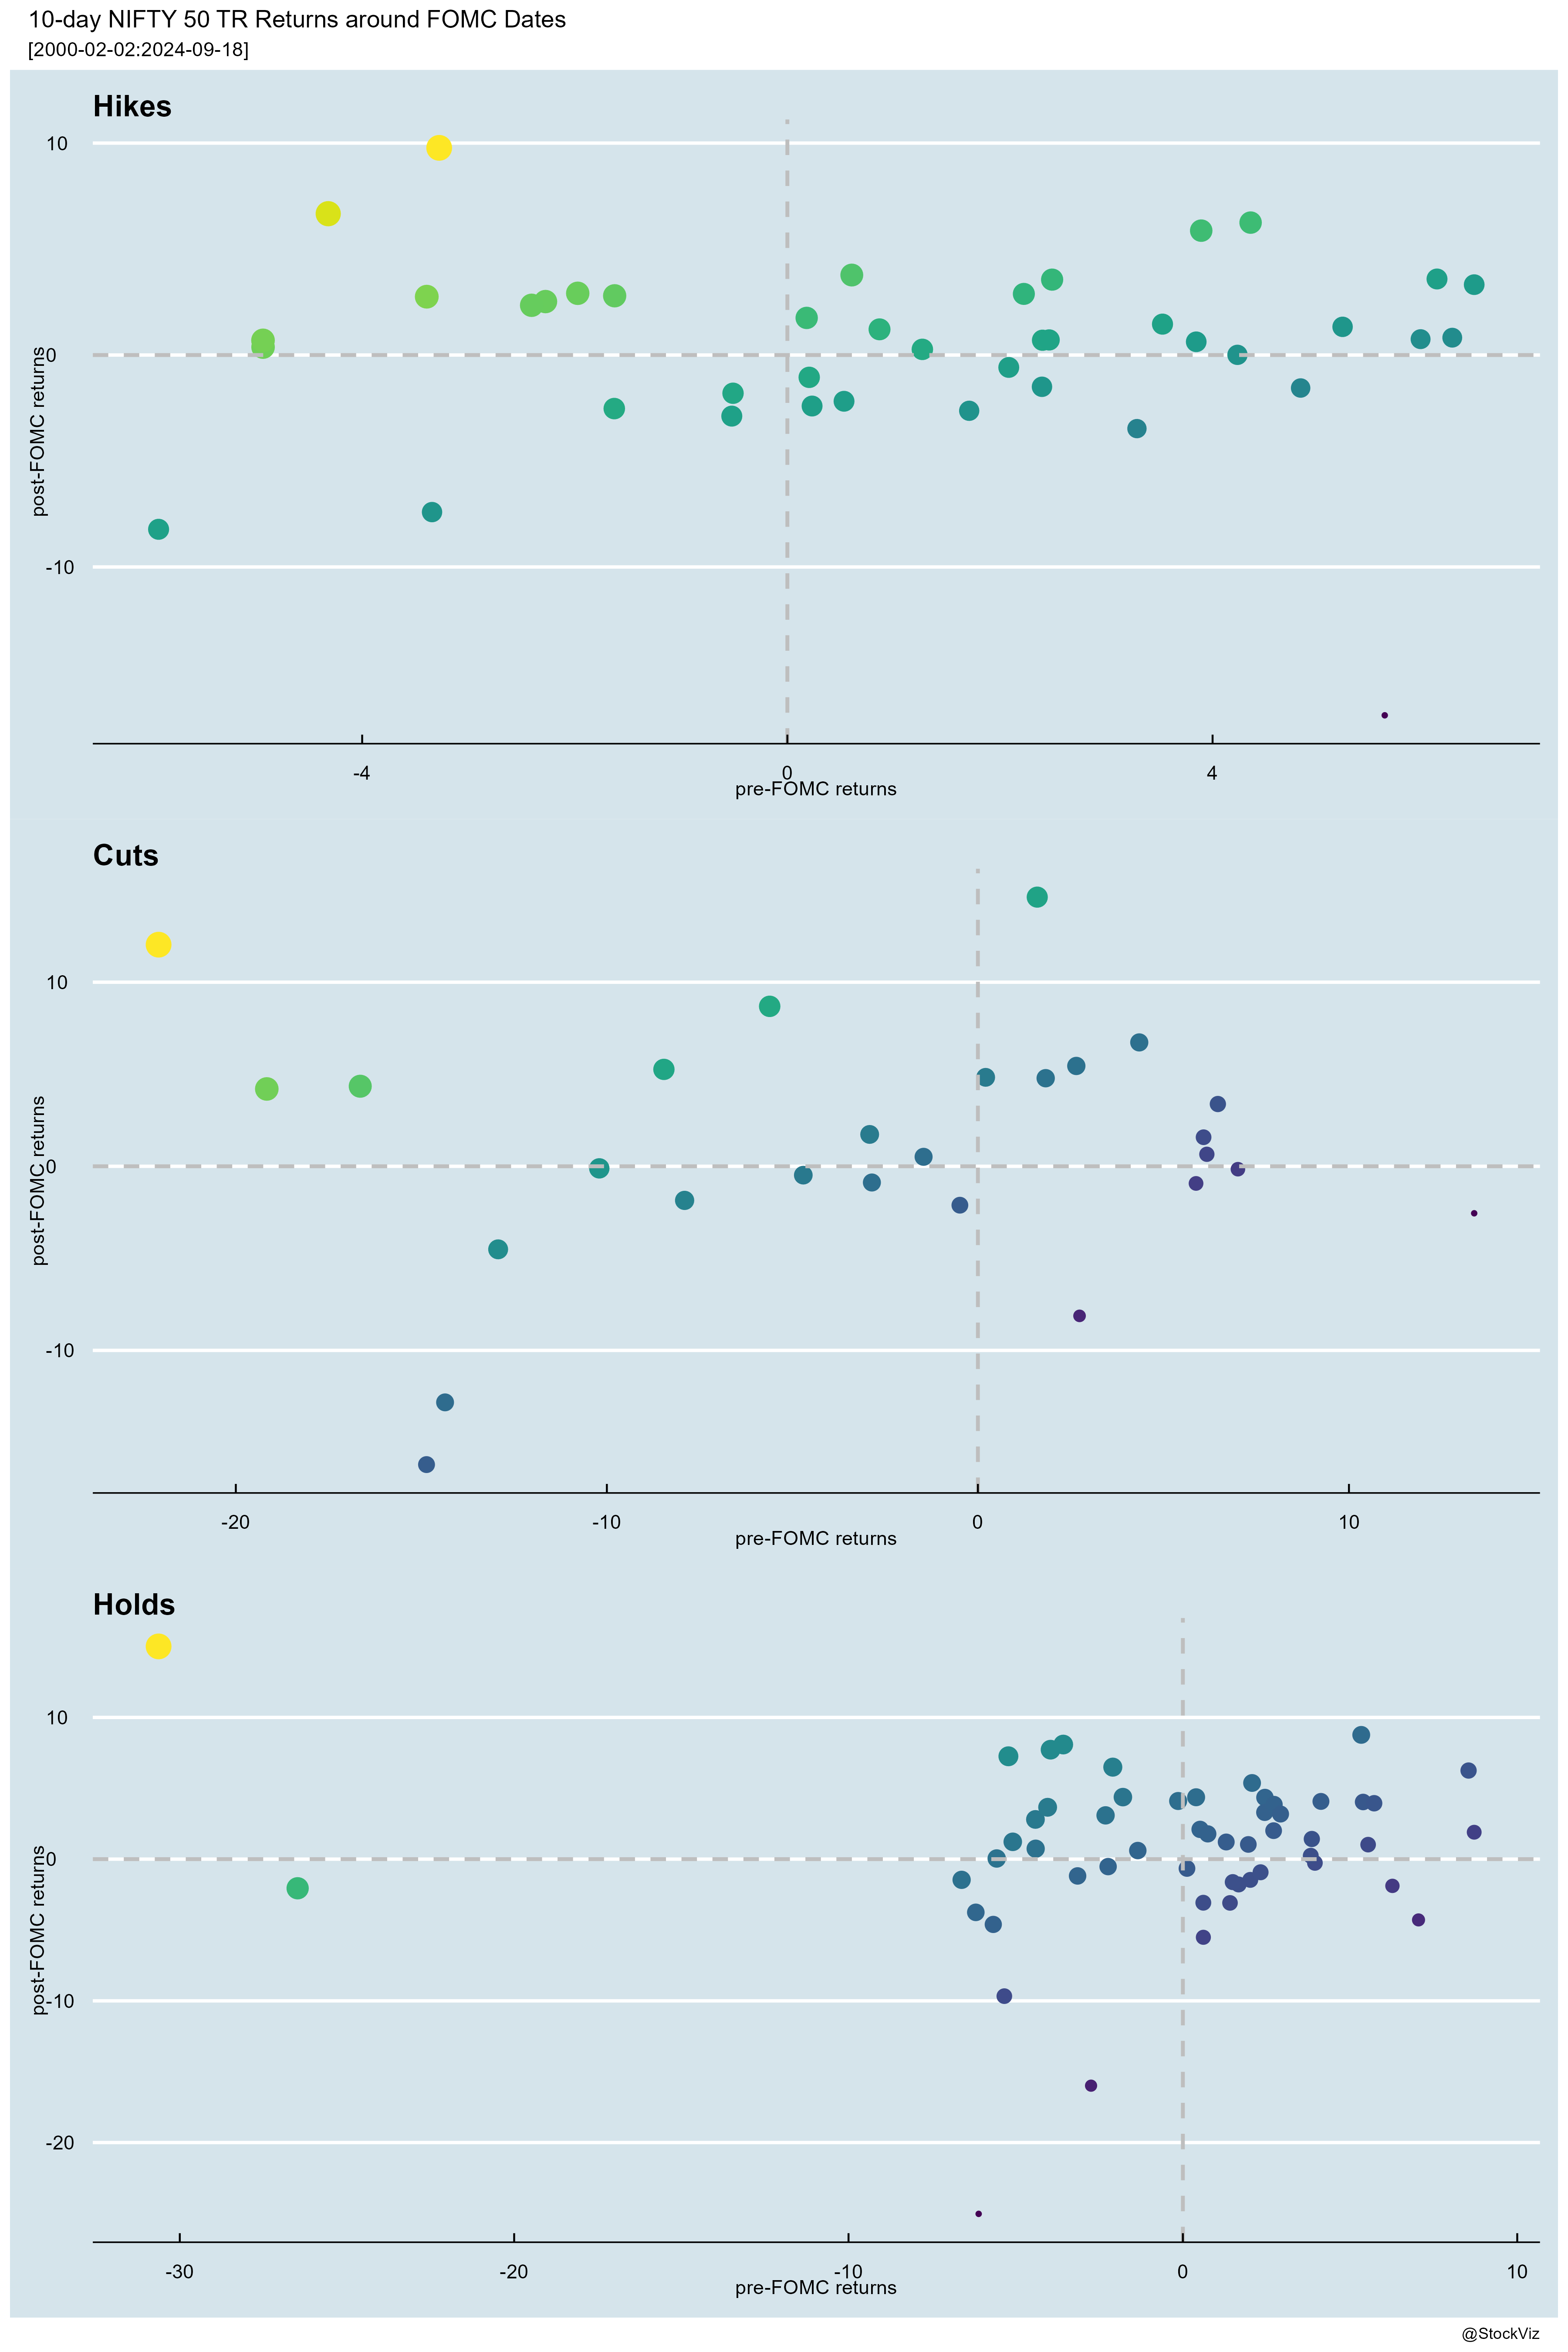 10-day NIFTY 50 TR Returns around FOMC Dates
[2000-02-02:2024-09-18]
Hikes
10
0
-10
post-FOMC returns
-4
0
4
pre-FOMC returns
Cuts
10
0
-10
post-FOMC returns
-20
-10
0
10
pre-FOMC returns
Holds
10
0
-10
-20
post-FOMC returns
-30
-20
-10
0
10
pre-FOMC returns
@StockViz